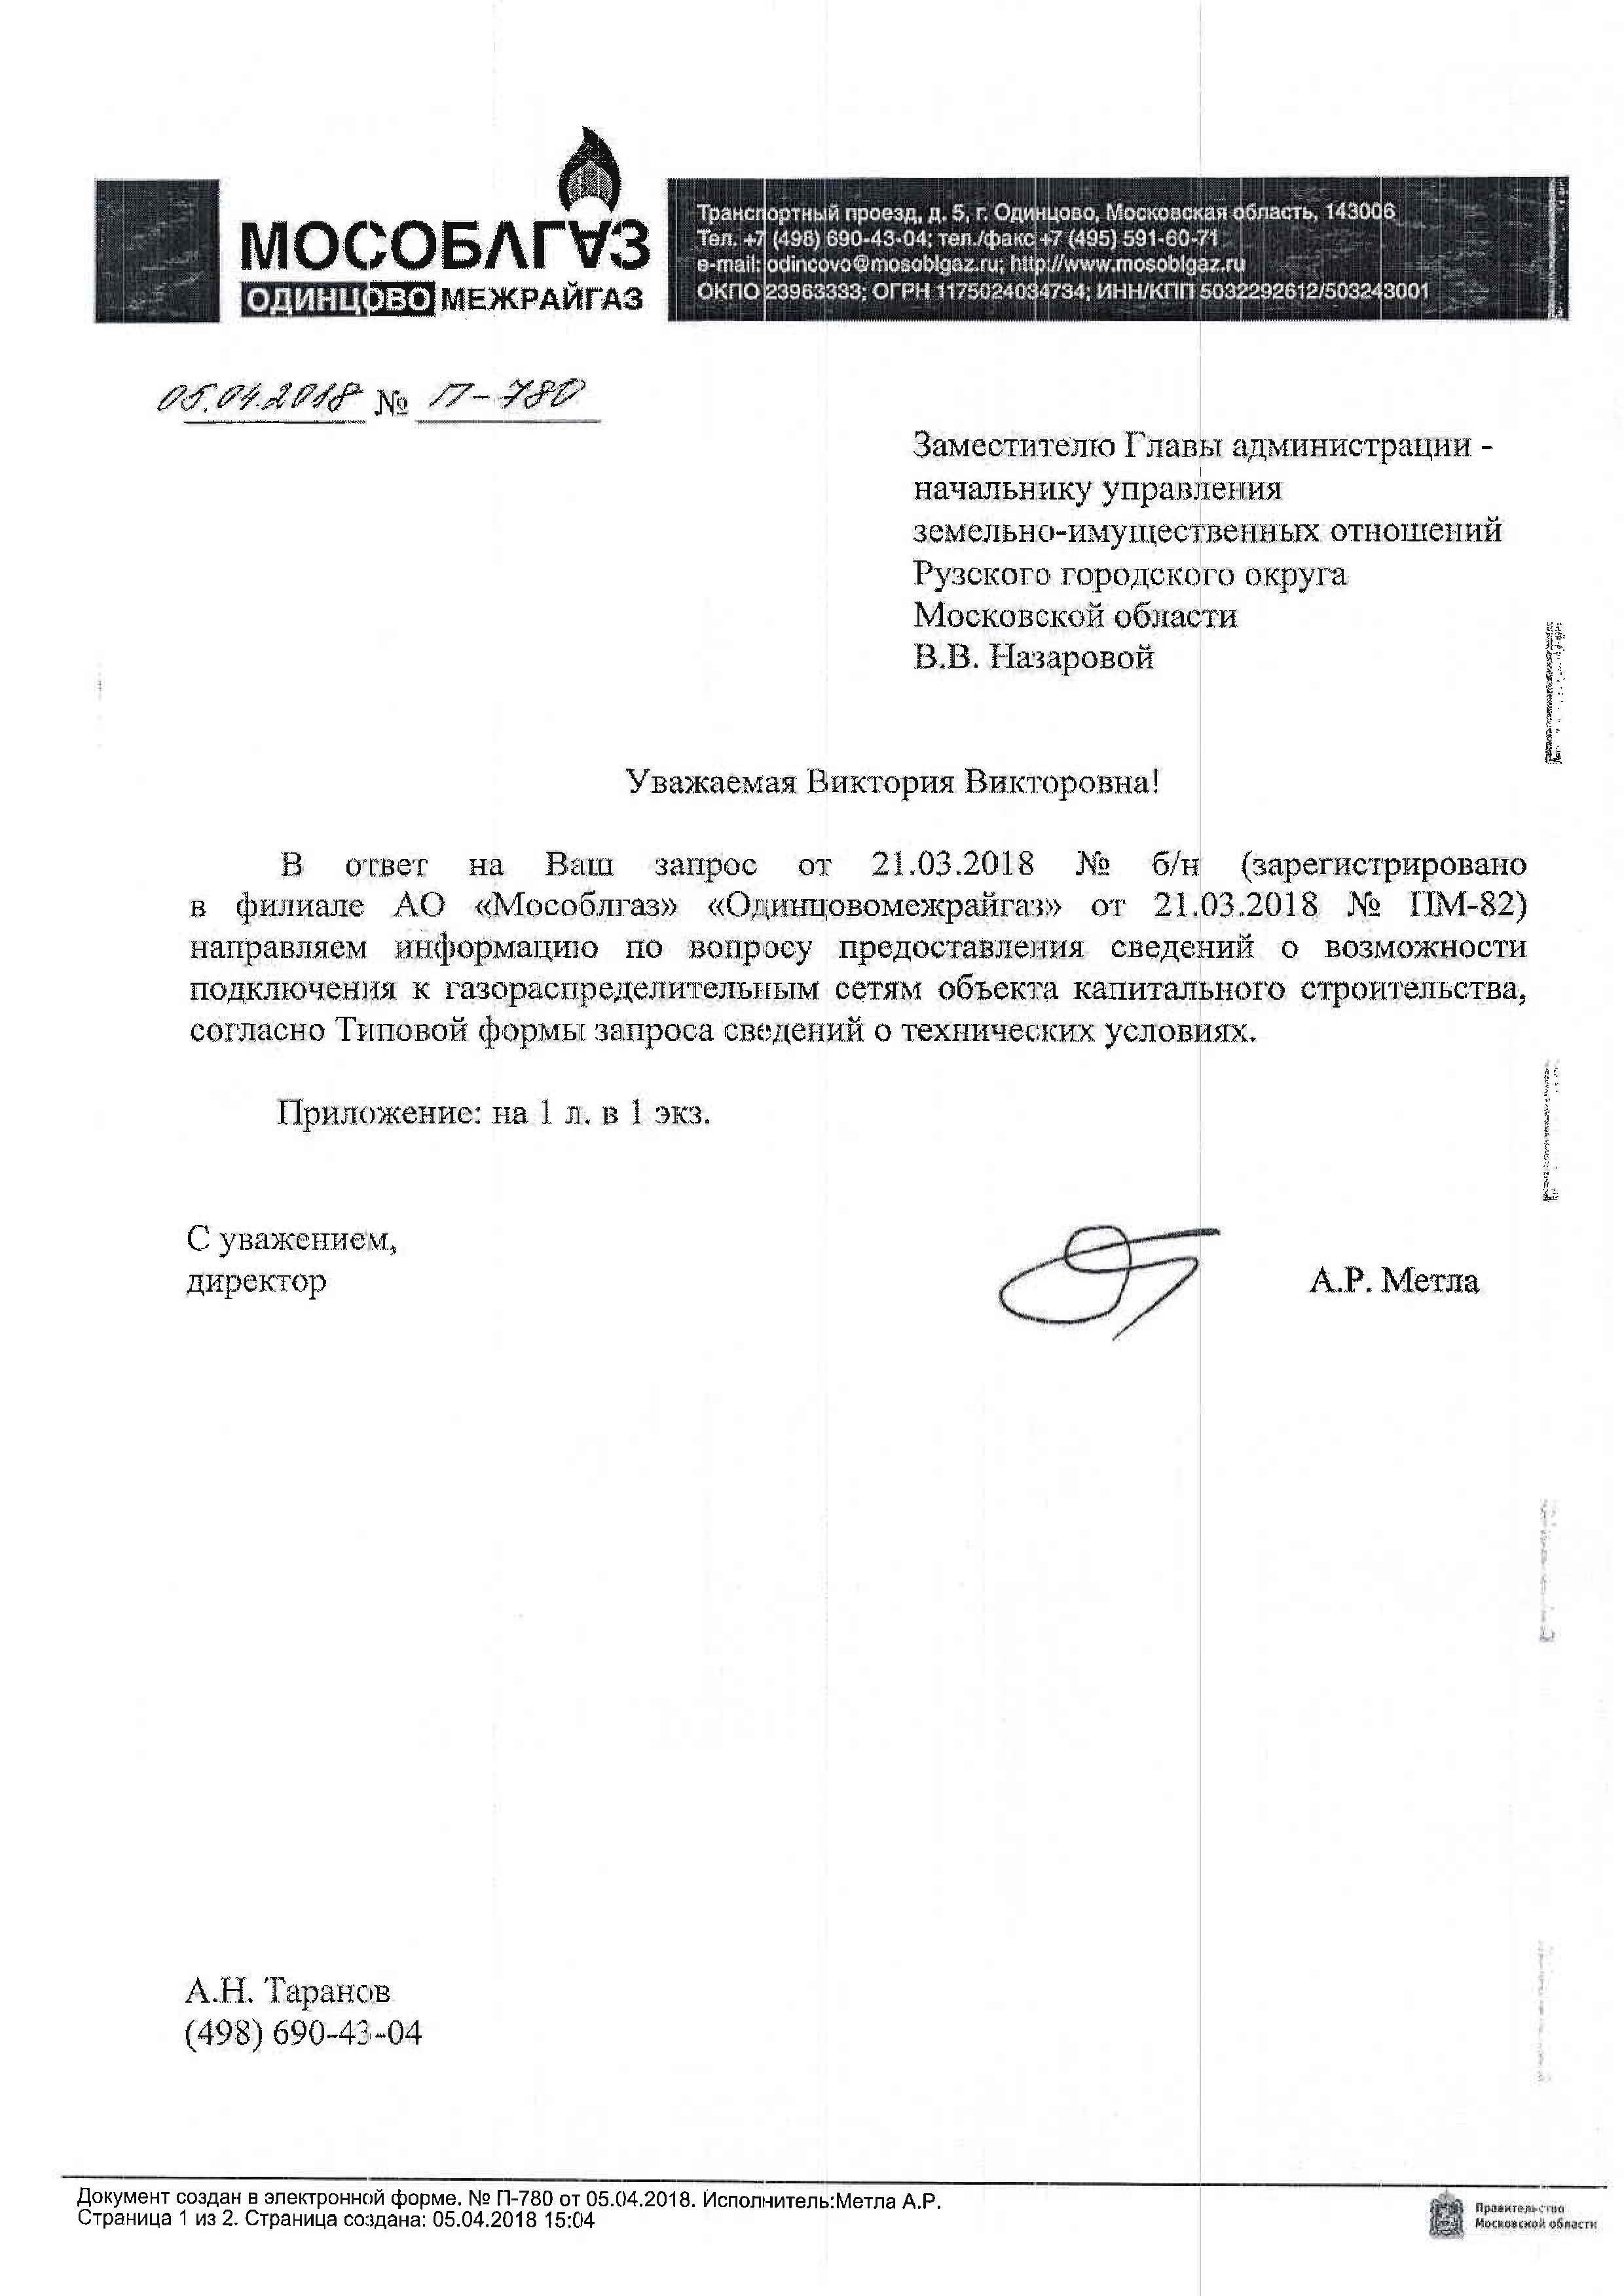 МОСОБЛГАЗ
ОДИНЦОВО МЕЖРАЙГАЗ
Транспортный проезд, д. 5, г. Одинцово, Московская область, 143006
Тел. +7 (498) 690-43-04; тел./факс +7 (495) 591-60-71
e-mail: odincovo@mosoblgaz.ru; http://www.mosoblgaz.ru
ОКПО 23963333; ОГРН 1175024034734; ИНН/КПП 5032292612/503243001
05.04.2018 № П-780
Заместителю Главы администрации -
начальнику управления
земельно-имущественных отношений
Рузского городского округа
Московской области
В.В. Назаровой
Уважаемая Виктория Викторовна!
В ответ на Ваш запрос от 21.03.2018 № б/н (зарегистрировано
в филиале АО «Мособлгаз» «Одинцовомежрайгаз» от 21.03.2018 № ПМ-82)
направляем информацию по вопросу предоставления сведений о возможности
подключения к газораспределительным сетям объекта капитального строительства,
согласно Типовой формы запроса сведений о технических условиях.
Приложение: на 1 л. в 1 экз.
С уважением,
директор
А.Р. Метла
А.Н. Таранов
(498) 690-43-04
Документ создан в электронной форме. № П-780 от 05.04.2018. Исполнитель:Метла А.Р.
Страница 1 из 2. Страница создана: 05.04.2018 15:04
Правительство
Московской области